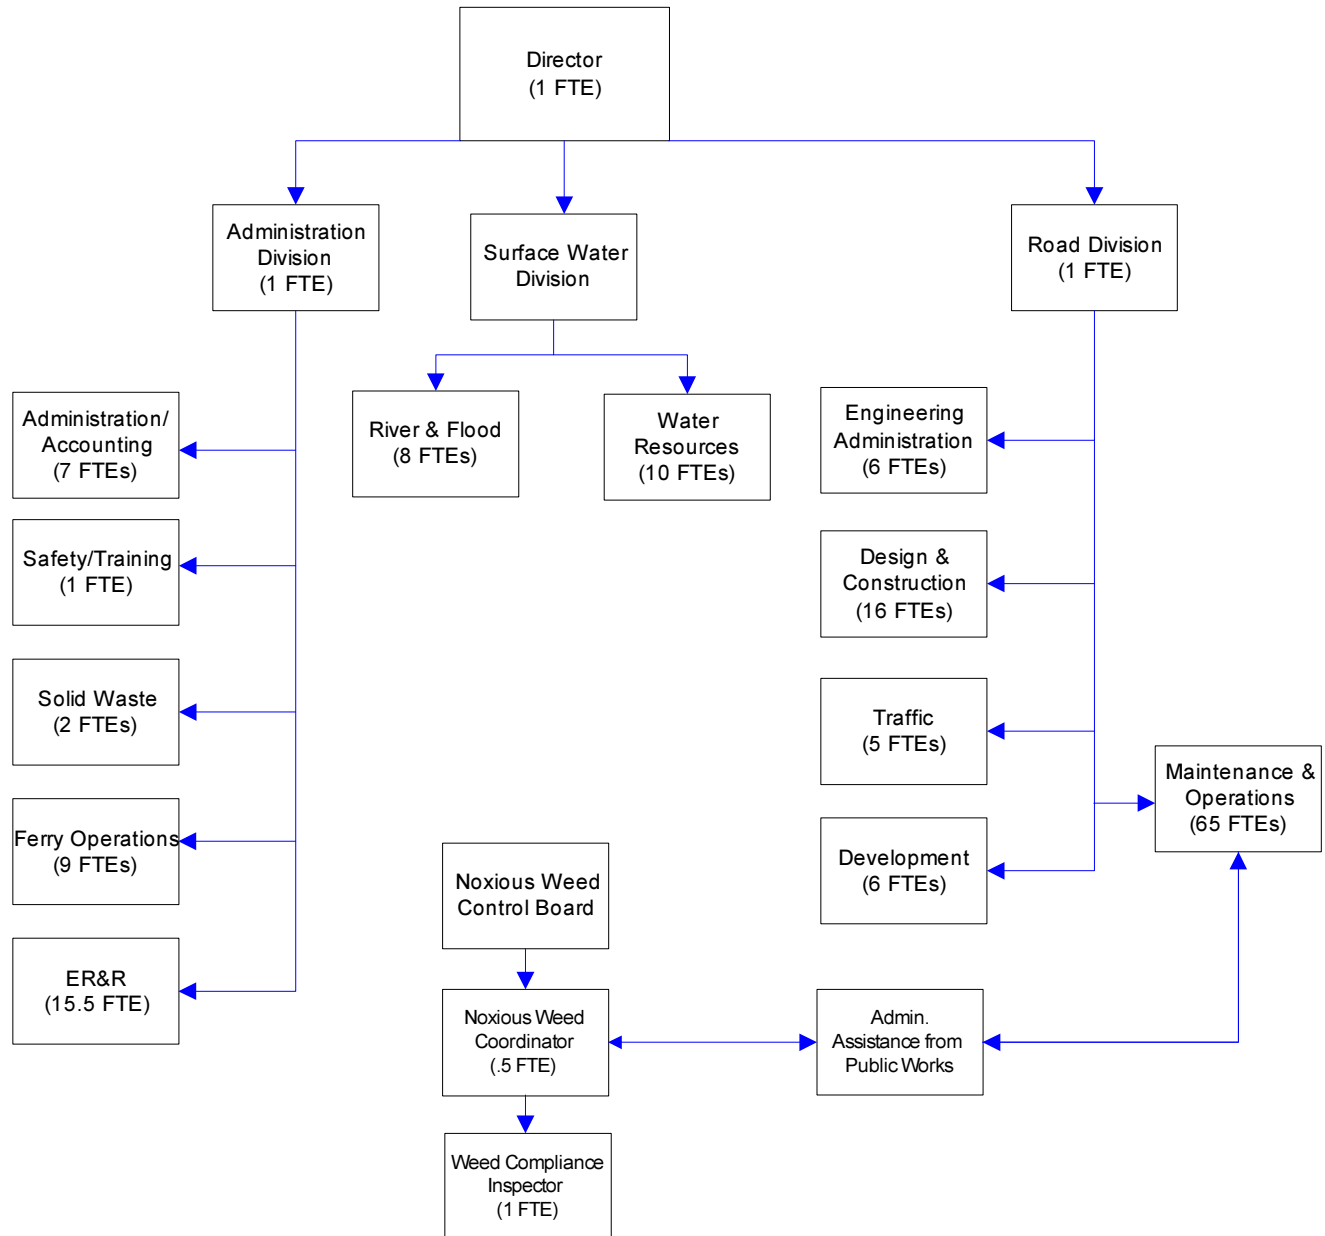 Director
(1 FTE)
Administration
Division
(1 FTE)
Surface Water
Division
Road Division
(1 FTE)
Administration/
Accounting
(7 FTEs)
River & Flood
(8 FTEs)
Water
Resources
(10 FTEs)
Engineering
Administration
(6 FTEs)
Safety/Training
(1 FTE)
Design &
Construction
(16 FTEs)
Solid Waste
(2 FTEs)
Traffic
(5 FTEs)
Maintenance &
Operations
(65 FTEs)
Ferry Operations
(9 FTEs)
Noxious Weed
Control Board
Development
(6 FTEs)
ER&R
(15.5 FTE)
Noxious Weed
Coordinator
(.5 FTE)
Admin.
Assistance from
Public Works
Weed Compliance
Inspector
(1 FTE)